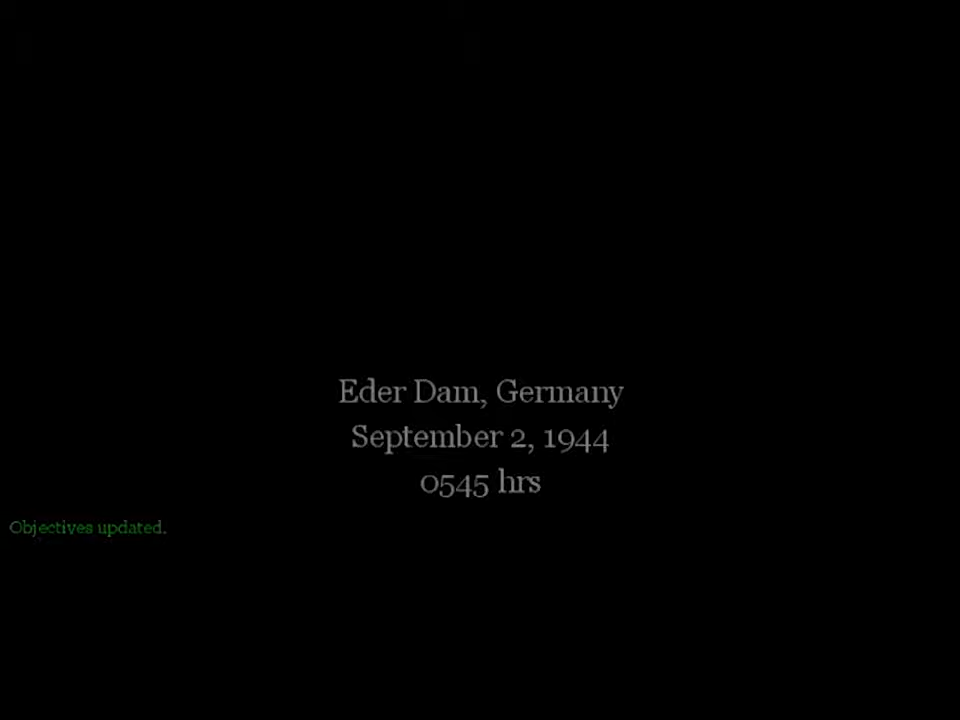 Eder Dam, Germany
September 2, 1944
0545 hrs
Objectives updated.